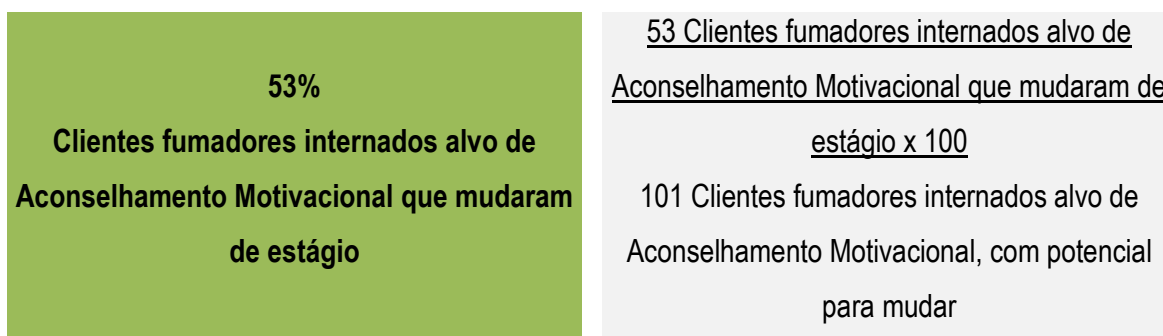 53%
Clientes fumadores internados alvo de
Aconselhamento Motivacional que mudaram
de estágio
53 Clientes fumadores internados alvo de
Aconselhamento Motivacional que mudaram de
estágio x 100
101 Clientes fumadores internados alvo de
Aconselhamento Motivacional, com potencial
para mudar